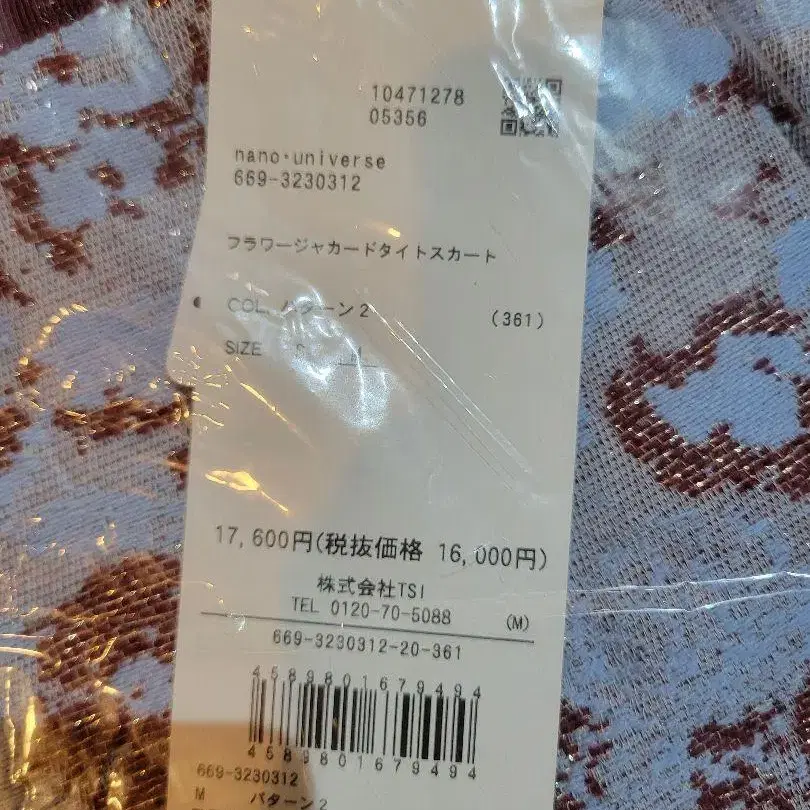 10471278
05356
nano・universe
669-3230312
フラワージャカードタイトスカート
COL パターン2 (361)
SIZE
17,600円(税抜価格 16,000円)
株式会社TSI
TEL 0120-70-5088 (M)
669-3230312-20-361
4589801679494
4589801679494
669-3230312
M パターン2